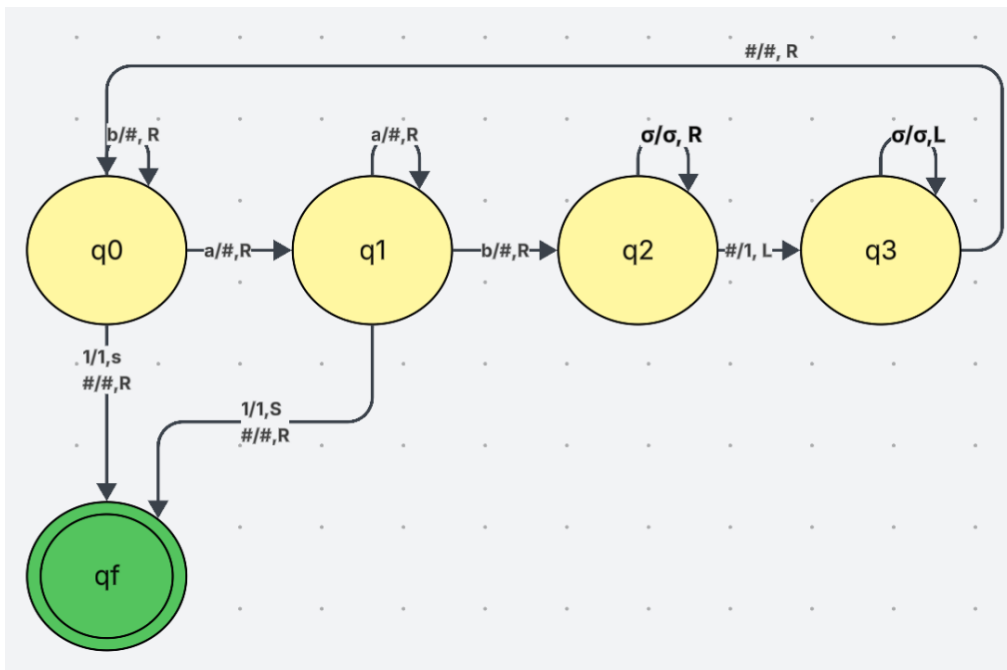 #/#, R
b/#, R
a/#,R
σ/σ, R
σ/σ,L
q0
a/#,R
q1
b/#,R
q2
#/1, L
q3
1/1,s
#/#,R
1/1,S
#/#,R
qf